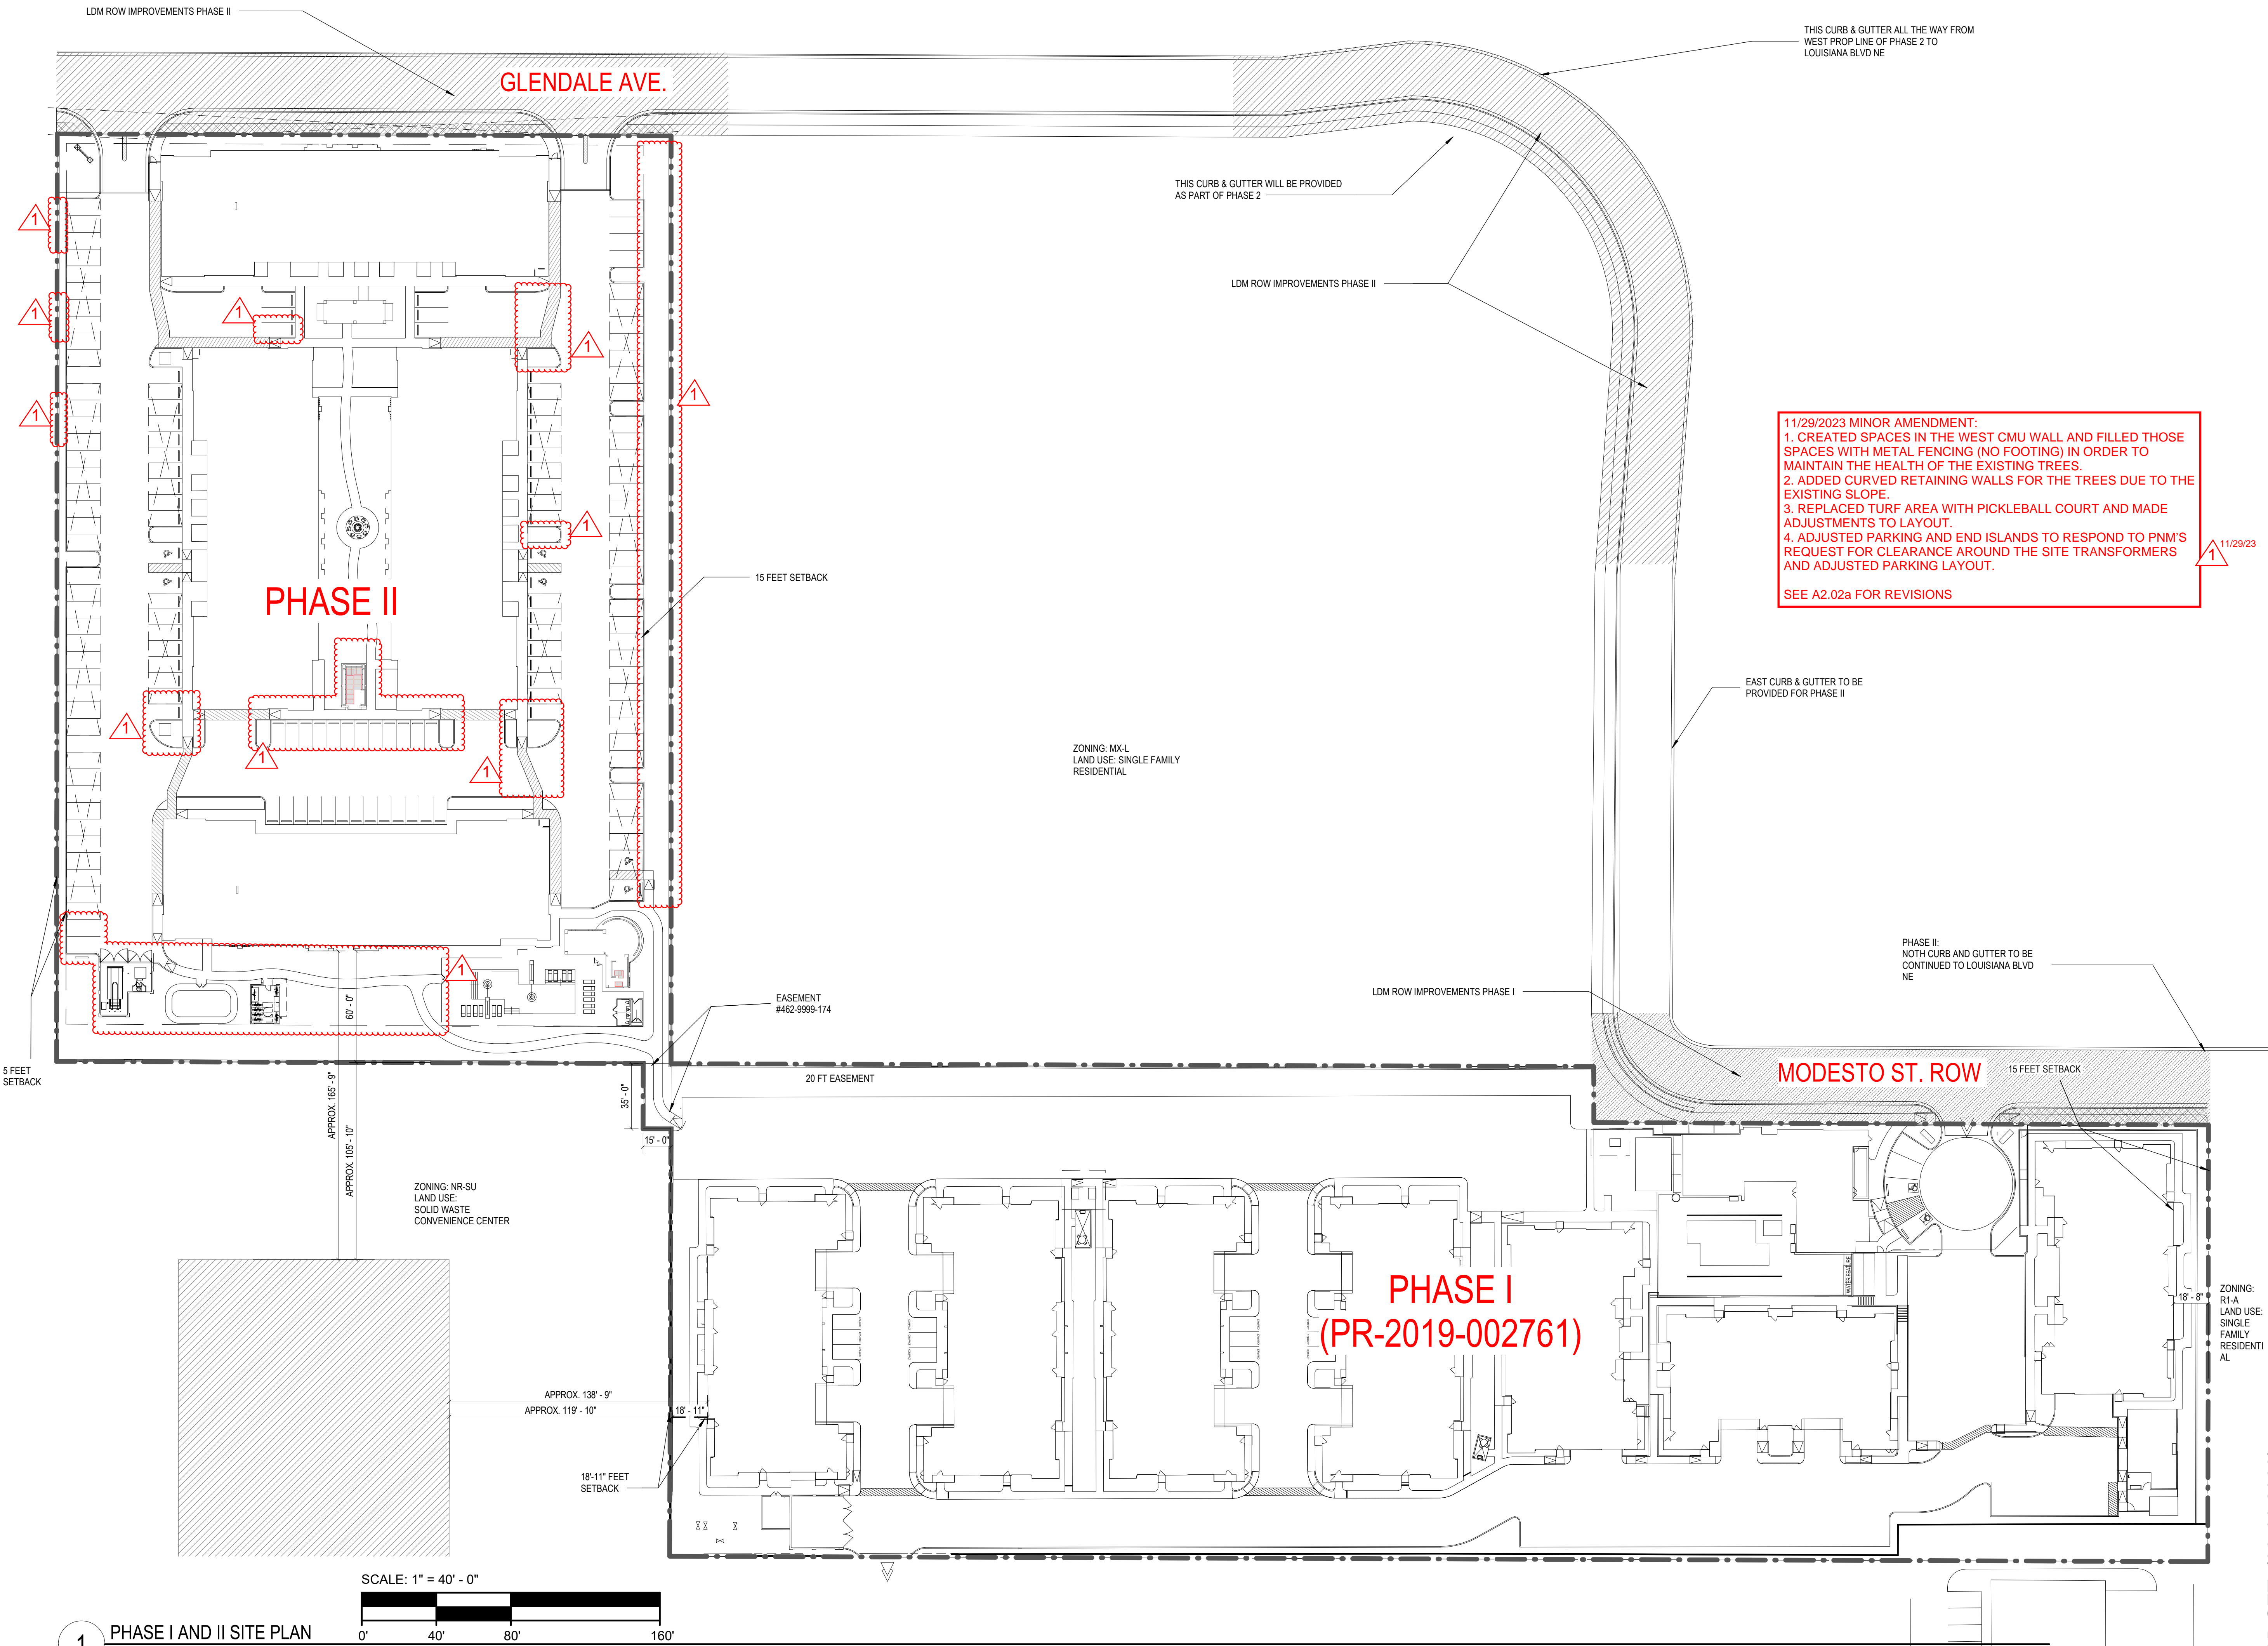 LDM ROW IMPROVEMENTS PHASE II
THIS CURB & GUTTER ALL THE WAY FROM
WEST PROP LINE OF PHASE 2 TO
LOUISIANA BLVD NE
GLENDALE AVE.
THIS CURB & GUTTER WILL BE PROVIDED
AS PART OF PHASE 2
LDM ROW IMPROVEMENTS PHASE II
1
1
1
1
1
1
1
11/29/2023 MINOR AMENDMENT:
1. CREATED SPACES IN THE WEST CMU WALL AND FILLED THOSE
SPACES WITH METAL FENCING (NO FOOTING) IN ORDER TO
MAINTAIN THE HEALTH OF THE EXISTING TREES.
2. ADDED CURVED RETAINING WALLS FOR THE TREES DUE TO THE
EXISTING SLOPE.
3. REPLACED TURF AREA WITH PICKLEBALL COURT AND MADE
ADJUSTMENTS TO LAYOUT.
4. ADJUSTED PARKING AND END ISLANDS TO RESPOND TO PNM'S
REQUEST FOR CLEARANCE AROUND THE SITE TRANSFORMERS
AND ADJUSTED PARKING LAYOUT.
SEE A2.02a FOR REVISIONS
1 11/29/23
15 FEET SETBACK
PHASE II
EAST CURB & GUTTER TO BE
PROVIDED FOR PHASE II
1
1
1
ZONING: MX-L
LAND USE: SINGLE FAMILY
RESIDENTIAL
PHASE II:
NOTH CURB AND GUTTER TO BE
CONTINUED TO LOUISIANA BLVD
NE
1
LDM ROW IMPROVEMENTS PHASE I
EASEMENT
#462-9999-174
60' - 0"
5 FEET
SETBACK
20 FT EASEMENT
MODESTO ST. ROW
15 FEET SETBACK
APPROX. 165' - 9"
35' - 0"
15' - 0"
APPROX. 105' - 10"
ZONING: NR-SU
LAND USE:
SOLID WASTE
CONVENIENCE CENTER
PHASE I
(PR-2019-002761)
18' - 8"
ZONING:
R1-A
LAND USE:
SINGLE
FAMILY
RESIDENTI
AL
APPROX. 138' - 9"
APPROX. 119' - 10"
18' - 11"
18'-11" FEET
SETBACK
SCALE: 1" = 40' - 0"
0' 40' 80' 160'
1 PHASE I AND II SITE PLAN